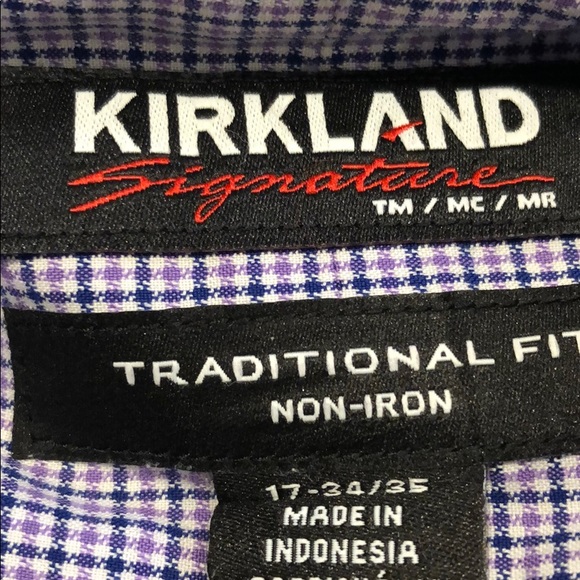 KIRKLAND
Signature
TM / MC / MR
TRADITIONAL FIT
NON-IRON
17-34/35
MADE IN
INDONESIA